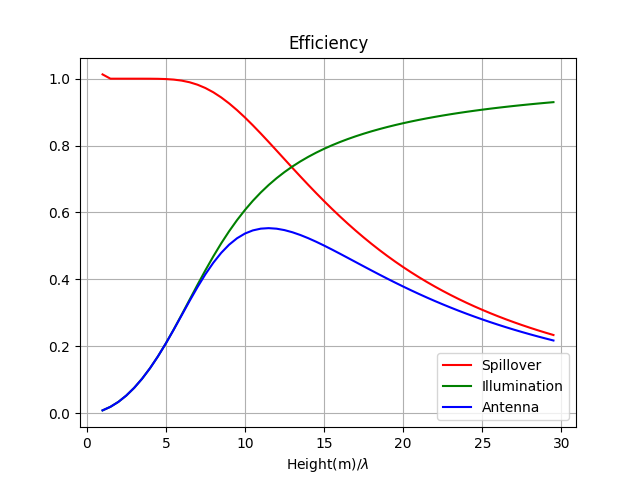 Efficiency
1.0
0.8
0.6
0.4
0.2
0.0
0 5 10 15 20 25 30
Height(m)/λ
Spillover
Illumination
Antenna